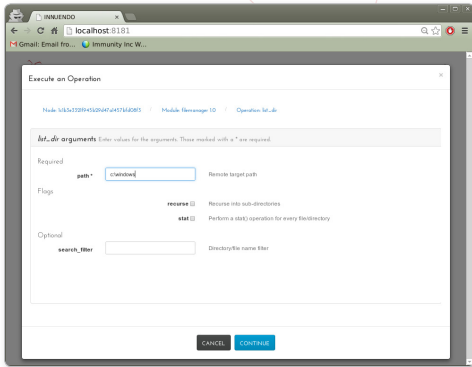 INNUENDO
localhost:8181
Gmail: Email fro...
Immunity Inc W...
Execute an Operation
Module: filemanager 1.0
Operation: list_dir
list_dir arguments Enter values for the arguments. Those marked with a * are required.
Required
path * c:\windows Remote target path
Flags
recurse Recurse into sub-directories
stat Perform a stat() operation for every file/directory
Optional
search_filter Directory/file name filter
CANCEL CONTINUE